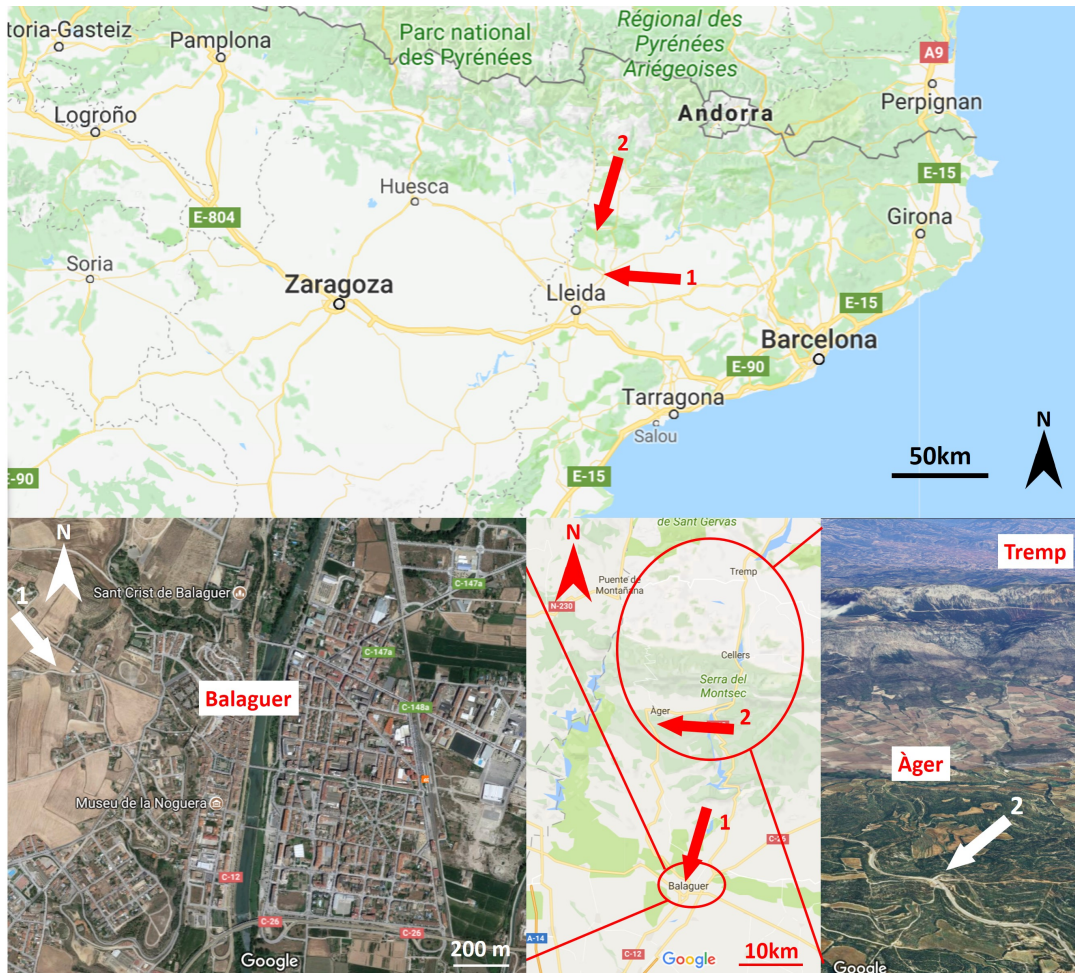 toria-Gasteiz
Pamplona
Parc national
des Pyrénées
Régional des
Pyrénées
Ariégeoises
A9
Logroño
Andorra
Perpignan
2
Huesca
E-15
E-804
Girona
Soria
Zaragoza
1
Lleida
E-15
Barcelona
E-90
Tarragona
Salou
N
50km
E-90
E-15
N
C-147a
Sant Crist de Balaguer
1
C-147a
Balaguer
C-148a
Museu de la Noguera
C-12
C-26
C-26
Google
200 m
de Sant Gervas
N
Puente de
Montañana
Tremp
N-230
Cellers
Serra del
Montsec
Àger
2
1
C-26
Balaguer
A-14
C-12
Google
10km
Tremp
Àger
2
Google